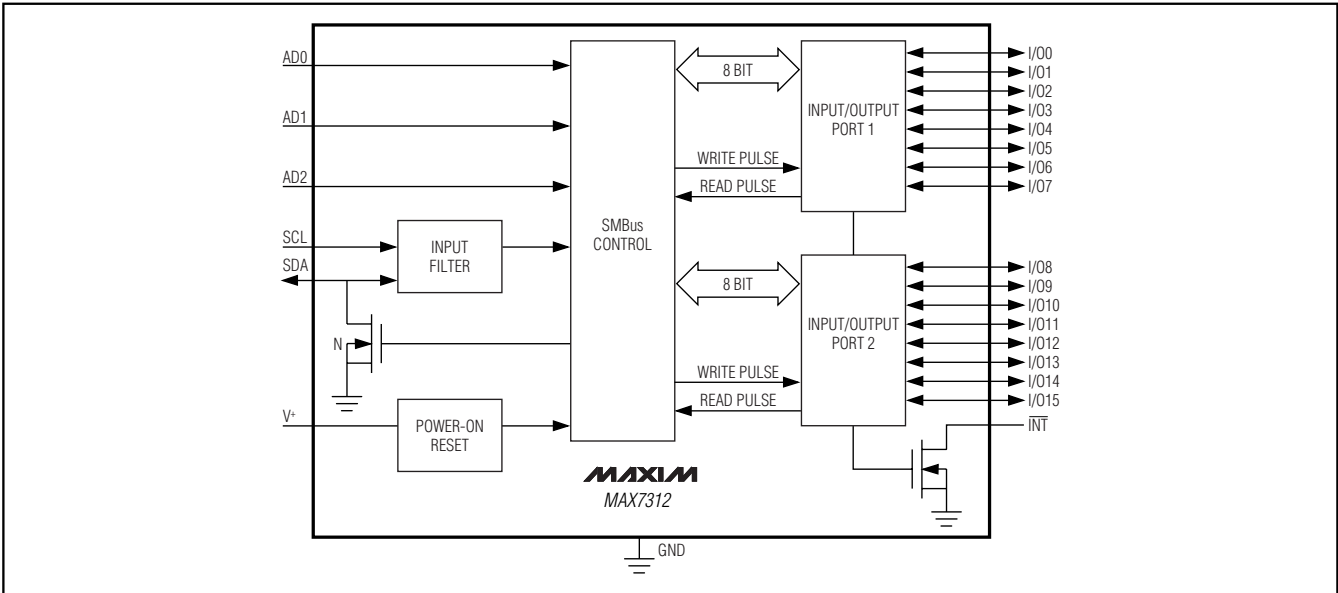 AD0
AD1
AD2
SCL
SDA
N
V+
INPUT
FILTER
POWER-ON
RESET
SMBus
CONTROL
8 BIT
WRITE PULSE
READ PULSE
8 BIT
WRITE PULSE
READ PULSE
INPUT/OUTPUT
PORT 1
INPUT/OUTPUT
PORT 2
I/O0
I/O1
I/O2
I/O3
I/O4
I/O5
I/O6
I/O7
I/O8
I/O9
I/O10
I/O11
I/O12
I/O13
I/O14
I/O15
INT
MAXIM
MAX7312
GND